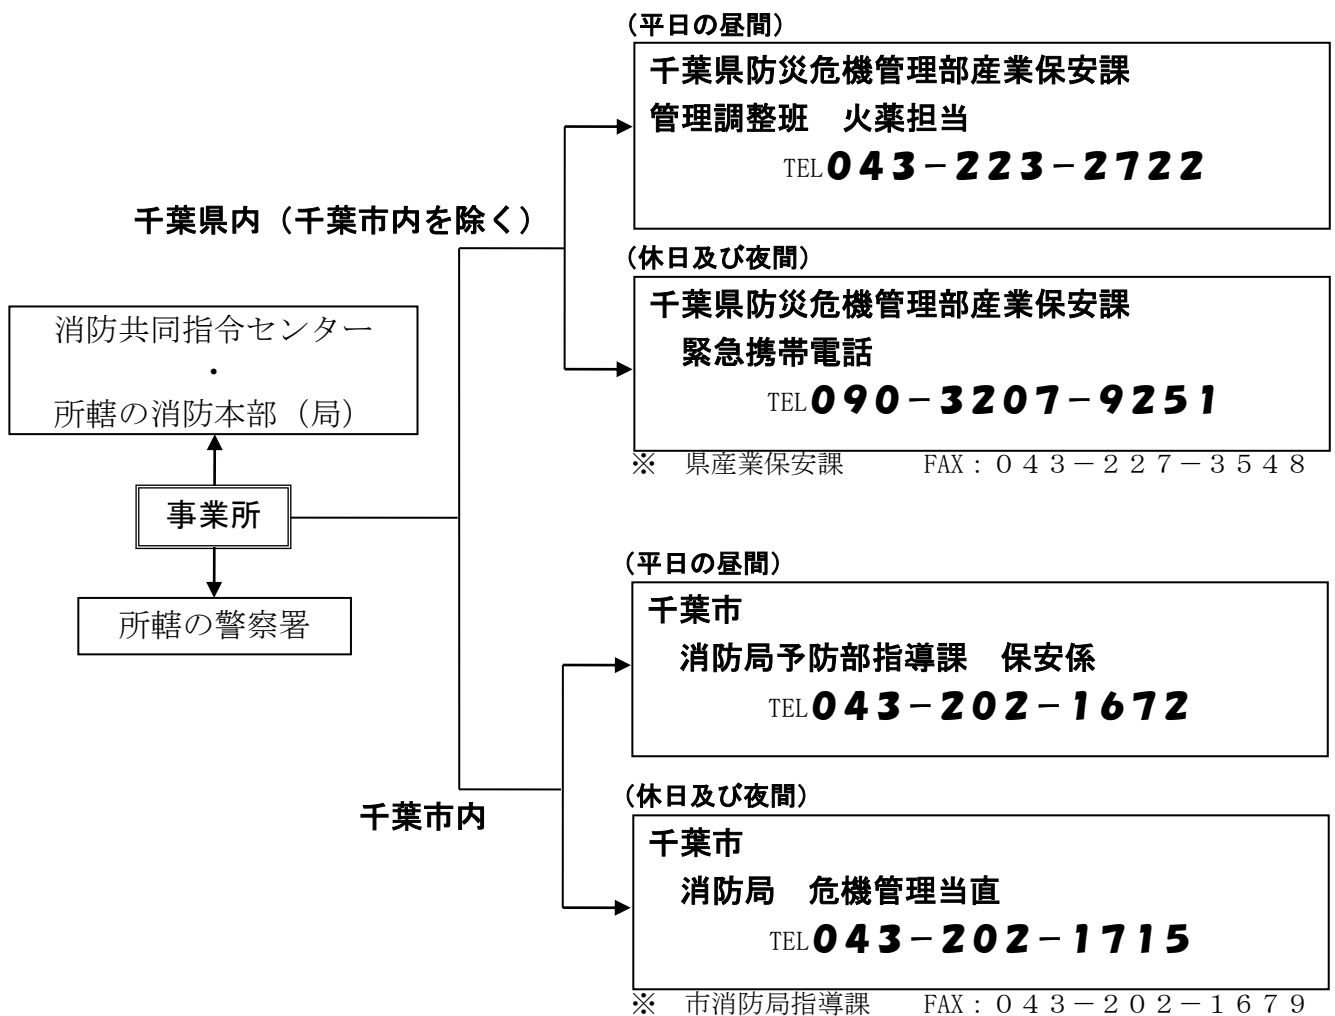 (平日の昼間)
千葉県防災危機管理部産業保安課
管理調整班　火薬担当
TEL０４３－２２３－２７２２
千葉県内（千葉市内を除く）
(休日及び夜間)
千葉県防災危機管理部産業保安課
緊急携帯電話
TEL０９０－３２０７－９２５１
※　県産業保安課　　　FAX：０４３－２２７－３５４８
消防共同指令センター
・
所轄の消防本部（局）
事業所
所轄の警察署
(平日の昼間)
千葉市
消防局予防部指導課　保安係
TEL０４３－２０２－１６７２
千葉市内
(休日及び夜間)
千葉市
消防局　危機管理当直
TEL０４３－２０２－１７１５
※　市消防局指導課　　FAX：０４３－２０２－１６７９